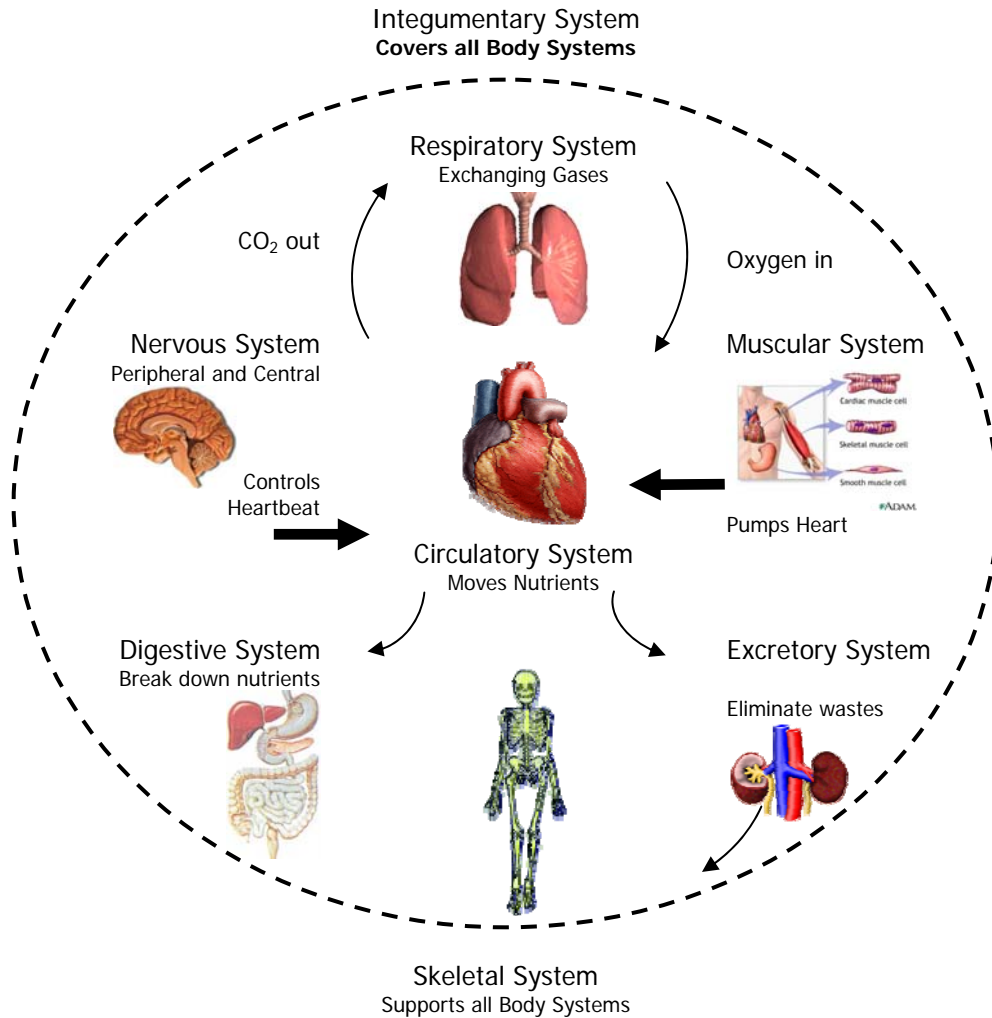 Integumentary System
Covers all Body Systems
Respiratory System
Exchanging Gases
CO₂ out
Oxygen in
Nervous System
Peripheral and Central
Muscular System
Cardiac muscle cell
Skeletal muscle cell
Smooth muscle cell
ADAM.
Controls
Heartbeat
Pumps Heart
Circulatory System
Moves Nutrients
Digestive System
Break down nutrients
Excretory System
Eliminate wastes
Skeletal System
Supports all Body Systems